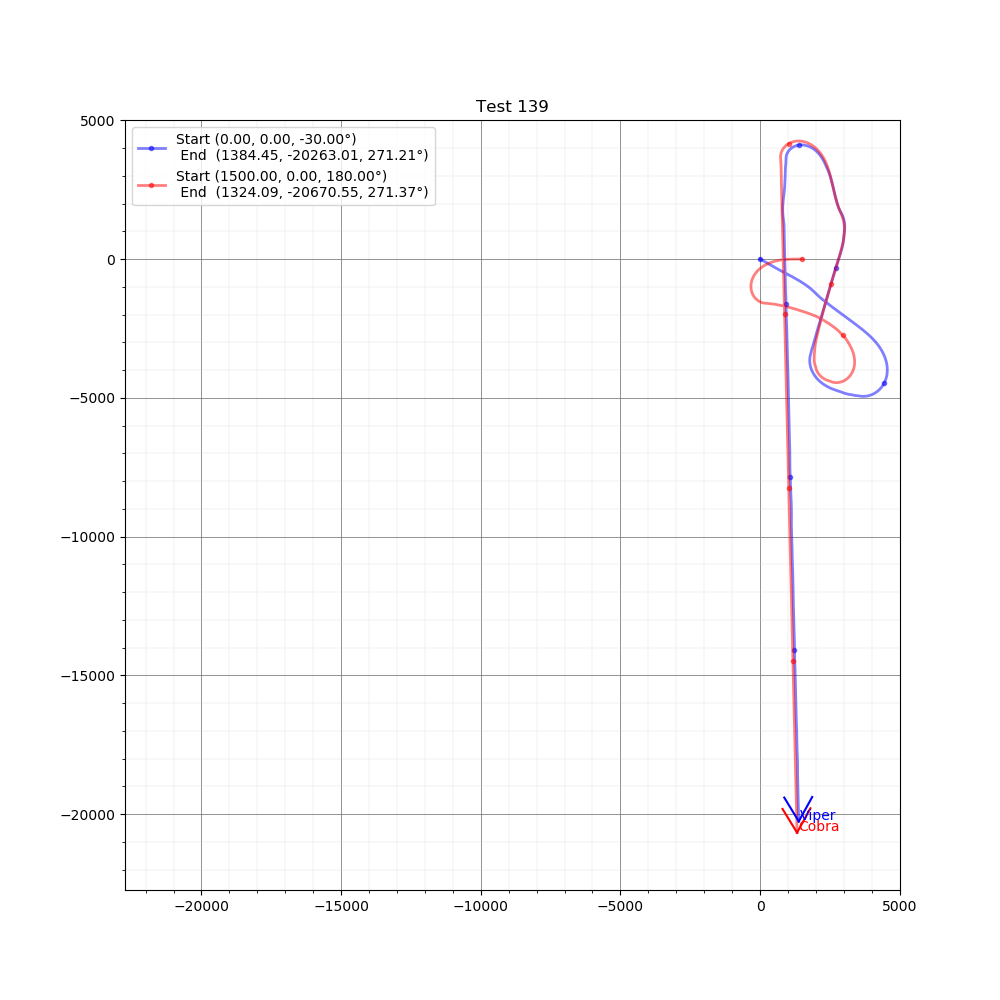 Test 139
Start (0.00, 0.00, -30.00°)
End (1384.45, -20263.01, 271.21°)
Start (1500.00, 0.00, 180.00°)
End (1324.09, -20670.55, 271.37°)
5000
0
−5000
−10000
−15000
−20000
Viper
Cobra
−20000
−15000
−10000
−5000
0
5000